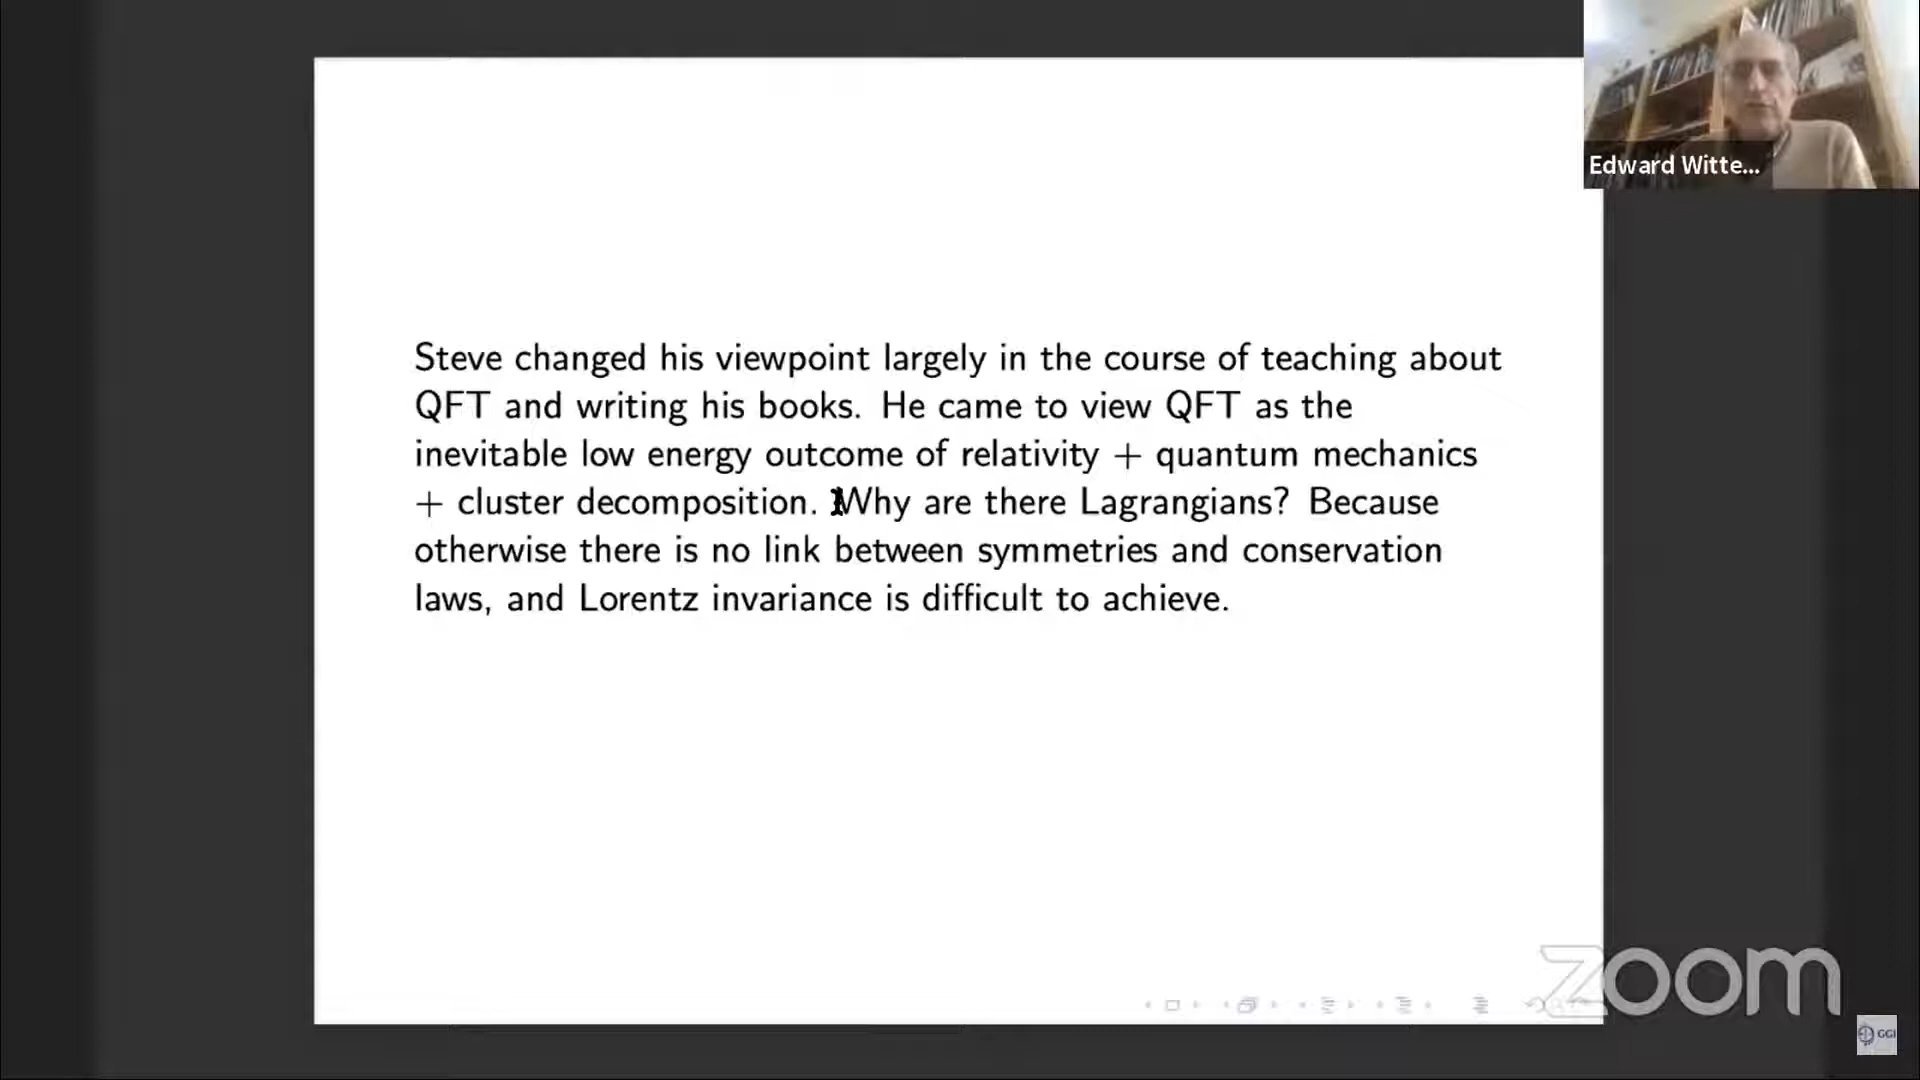 Edward Witte...
Steve changed his viewpoint largely in the course of teaching about
QFT and writing his books. He came to view QFT as the
inevitable low energy outcome of relativity + quantum mechanics
+ cluster decomposition. Why are there Lagrangians? Because
otherwise there is no link between symmetries and conservation
laws, and Lorentz invariance is difficult to achieve.
zoom
GGI